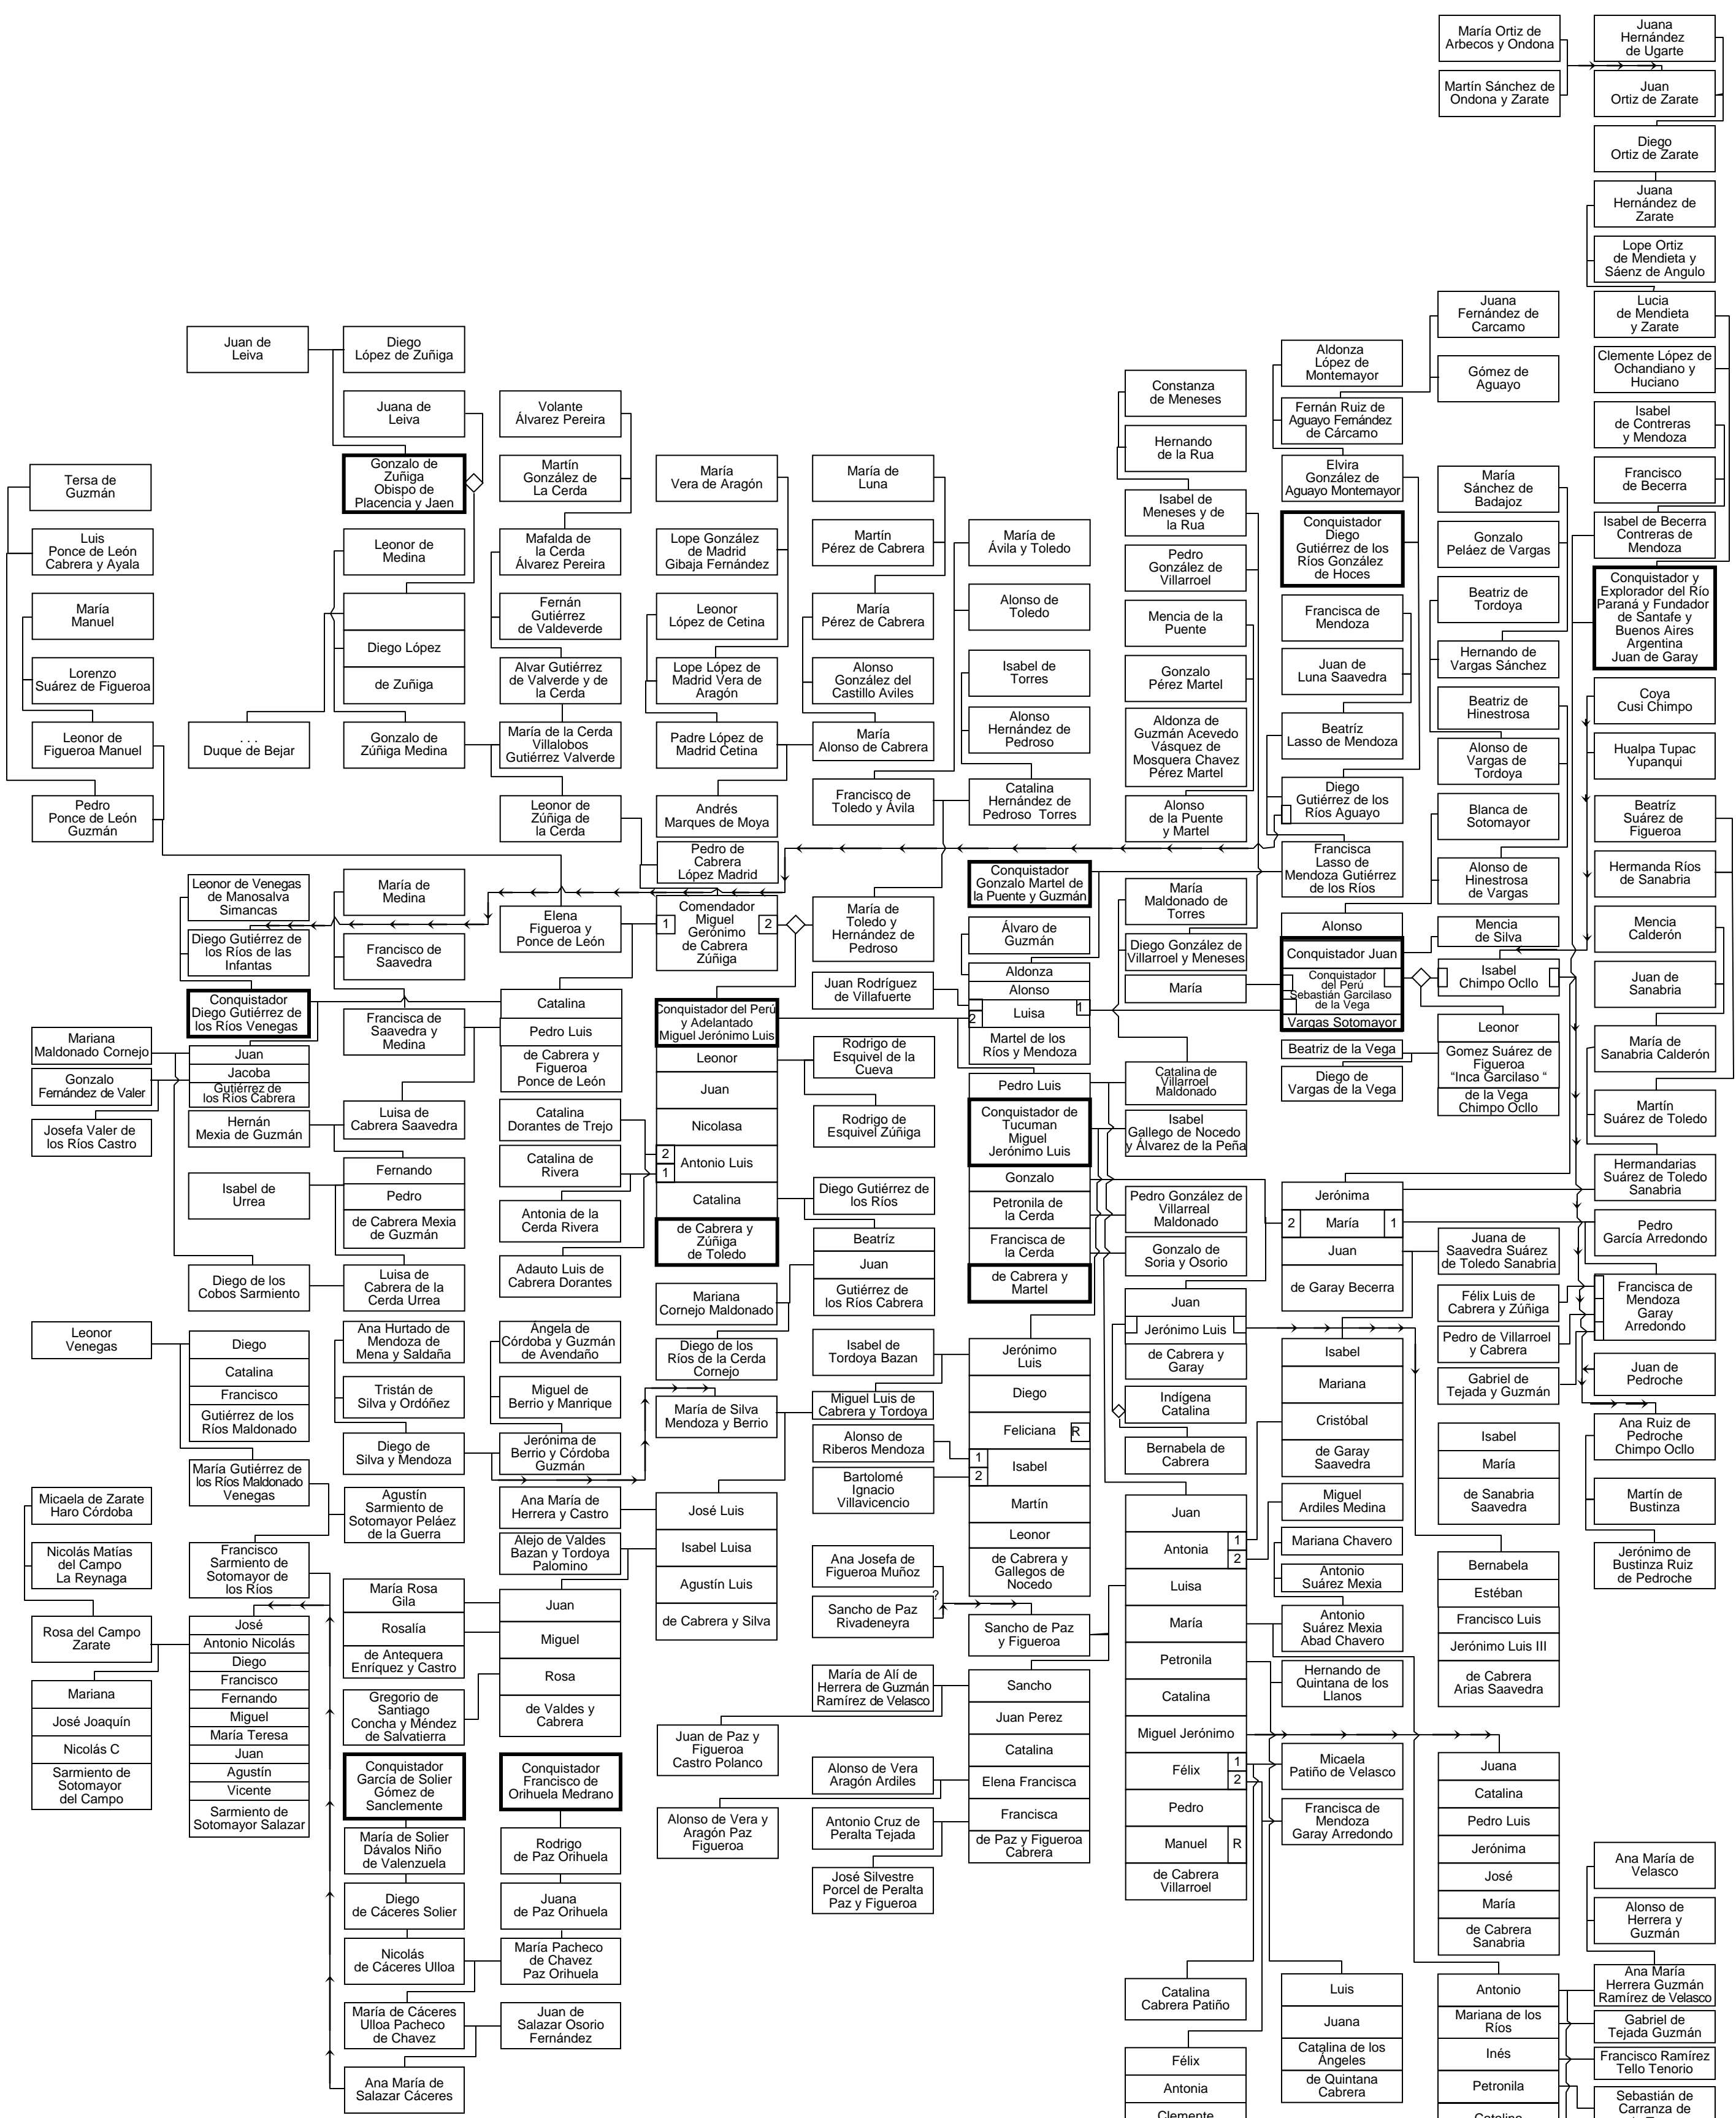 María Ortiz de
Arbecos y Ondona
Juana
Hernández
de Ugarte
Martín Sánchez de
Ondona y Zarate
Juan
Ortiz de Zarate
Diego
Ortiz de Zarate
Juana
Hernández de
Zarate
Lope Ortiz
de Mendieta y
Sáenz de Angulo
Lucia
de Mendieta
y Zarate
Clemente López de
Ochandiano y
Huciano
Isabel
de Contreras
y Mendoza
Francisco
de Becerra
Isabel de Becerra
Contreras de
Mendoza
Conquistador y
Explorador del Río
Paraná y Fundador
de Santafe y
Buenos Aires
Argentina
Juan de Garay
Coya
Cusi Chimpo
Hualpa Tupac
Yupanqui
Beatríz
Suárez de
Figueroa
Hermanda Ríos
de Sanabria
Mencia
Calderón
Juan de
Sanabria
María de
Sanabria Calderón
Martín
Suárez de Toledo
Hermandarias
Suárez de Toledo
Sanabria
Pedro
García Arredondo
Francisca de
Mendoza
Garay
Arredondo
Juan de
Pedroche
Ana Ruiz de
Pedroche
Chimpo Ocllo
Martín de
Bustinza
Jerónimo de
Bustinza Ruiz
de Pedroche
Ana María de
Velasco
Alonso de
Herrera y
Guzmán
Ana María
Herrera Guzmán
Ramírez de Velasco
Gabriel de
Tejada Guzmán
Francisco Ramírez
Tello Tenorio
Sebastián de
Carranza de
Juana
Fernández de
Carcamo
Gómez de
Aguayo
María
Sánchez de
Badajoz
Gonzalo
Peláez de Vargas
Beatriz de
Tordoya
Hernando de
Vargas Sánchez
Beatriz de
Hinestrosa
Alonso de
Vargas de
Tordoya
Blanca de
Sotomayor
Alonso de
Hinestrosa
de Vargas
Mencia
de Silva
Isabel
Chimpo Ocllo
Leonor
Gomez Suárez de
Figueroa
"Inca Garcilaso "
de la Vega
Chimpo Ocllo
Juana de
Saavedra Suárez
de Toledo Sanabria
Félix Luis de
Cabrera y Zúñiga
Pedro de Villarroel
y Cabrera
Gabriel de
Tejada y Guzmán
Isabel
María
de Sanabria
Saavedra
Bernabela
Estéban
Francisco Luis
Jerónimo Luis III
de Cabrera
Arias Saavedra
Juana
Catalina
Pedro Luis
Jerónima
José
María
de Cabrera
Sanabria
Antonio
Mariana de los
Ríos
Inés
Petronila
Catalina
Aldonza
López de
Montemayor
Fernán Ruiz de
Aguayo Fernández
de Cárcamo
Elvira
González de
Aguayo Montemayor
Conquistador
Diego
Gutiérrez de los
Ríos González
de Hoces
Francisca de
Mendoza
Juan de
Luna Saavedra
Beatríz
Lasso de Mendoza
Diego
Gutiérrez de los
Ríos Aguayo
Francisca
Lasso de
Mendoza Gutiérrez
de los Ríos
Alonso
Conquistador Juan
Conquistador
del Perú
Sebastián Garcilaso
de la Vega
Vargas Sotomayor
Beatriz de la Vega
Diego de
Vargas de la Vega
Jerónima
2 María 1
Juan
de Garay Becerra
Isabel
Mariana
Cristóbal
de Garay
Saavedra
Miguel
Ardiles Medina
Mariana Chavero
Antonio
Suárez Mexia
Antonio
Suárez Mexia
Abad Chavero
Hernando de
Quintana de los
Llanos
Micaela
Patiño de Velasco
Francisca de
Mendoza
Garay Arredondo
Luis
Juana
Catalina de los
Ángeles
de Quintana
Cabrera
Constanza
de Meneses
Hernando
de la Rua
Isabel de
Meneses y de
la Rua
Pedro
González de
Villarroel
Mencia de la
Puente
Gonzalo
Pérez Martel
Aldonza de
Guzmán Acevedo
Vásquez de
Mosquera Chavez
Pérez Martel
Alonso
de la Puente
y Martel
María
Maldonado de
Torres
Diego González de
Villarroel y Meneses
María
Catalina de
Villarroel
Maldonado
Isabel
Gallego de Nocedo
y Álvarez de la Peña
Pedro González de
Villarreal
Maldonado
Gonzalo de
Soria y Osorio
Juan
Jerónimo Luis
de Cabrera y
Garay
Indígena
Catalina
Bernabela de
Cabrera
Juan
Antonia 1
2
Luisa
María
Petronila
Catalina
Miguel Jerónimo
Félix 1
2
Pedro
Manuel R
de Cabrera
Villarroel
Catalina
Cabrera Patiño
Félix
Antonia
Clemente
María de
Ávila y Toledo
Alonso de
Toledo
Isabel de
Torres
Alonso
Hernández de
Pedroso
Catalina
Hernández de
Pedroso Torres
Conquistador
Gonzalo Martel de
la Puente y Guzmán
Álvaro de
Guzmán
Aldonza
Alonso
2 Luisa 1
Martel de los
Ríos y Mendoza
Pedro Luis
Conquistador de
Tucuman
Miguel
Jerónimo Luis
Gonzalo
Petronila de
la Cerda
Francisca de
la Cerda
de Cabrera y
Martel
Jerónimo
Luis
Diego
Feliciana R
1
2 Isabel
Martín
Leonor
de Cabrera y
Gallegos de
Nocedo
Sancho de Paz
y Figueroa
Sancho
Juan Perez
Catalina
Elena Francisca
Francisca
de Paz y Figueroa
Cabrera
María de
Luna
Martín
Pérez de Cabrera
María
Pérez de Cabrera
Alonso
González del
Castillo Aviles
María
Alonso de Cabrera
Francisco de
Toledo y Ávila
María de
Toledo y
Hernández de
Pedroso
Juan Rodríguez
de Villafuerte
Rodrigo de
Esquivel de la
Cueva
Rodrigo de
Esquivel Zúñiga
Diego Gutiérrez de
los Ríos
Beatríz
Juan
Gutiérrez de
los Ríos Cabrera
Isabel de
Tordoya Bazan
Miguel Luis de
Cabrera y Tordoya
Alonso de
Riberos Mendoza
Bartolomé
Ignacio
Villavicencio
Ana Josefa de
Figueroa Muñoz
?
Sancho de Paz
Rivadeneyra
María de Alí de
Herrera de Guzmán
Ramírez de Velasco
Alonso de Vera
Aragón Ardiles
Antonio Cruz de
Peralta Tejada
José Silvestre
Porcel de Peralta
Paz y Figueroa
María
Vera de Aragón
Lope González
de Madrid
Gibaja Fernández
Leonor
López de Cetina
Lope López de
Madrid Vera de
Aragón
Padre López de
Madrid Cetina
Andrés
Marques de Moya
Pedro de
Cabrera
López Madrid
Comendador
Miguel
Gerónimo
de Cabrera
Zúñiga
1 2
Conquistador del Perú
y Adelantado
Miguel Jerónimo Luis
Leonor
Juan
Nicolasa
2
1 Antonio Luis
Catalina
de Cabrera y
Zúñiga
de Toledo
Mariana
Cornejo Maldonado
Diego de los
Ríos de la Cerda
Cornejo
María de Silva
Mendoza y Berrio
José Luis
Isabel Luisa
Agustín Luis
de Cabrera y Silva
Juan de Paz y
Figueroa
Castro Polanco
Alonso de Vera y
Aragón Paz
Figueroa
Volante
Álvarez Pereira
Martín
González de
La Cerda
Mafalda de
la Cerda
Álvarez Pereira
Fernán
Gutiérrez
de Valdeverde
Alvar Gutiérrez
de Valverde y de
la Cerda
María de la Cerda
Villalobos
Gutiérrez Valverde
Leonor de
Zúñiga de
la Cerda
Elena
Figueroa y
Ponce de León
Catalina
Pedro Luis
de Cabrera y
Figueroa
Ponce de León
Catalina
Dorantes de Trejo
Catalina de
Rivera
Antonia de la
Cerda Rivera
Adauto Luis de
Cabrera Dorantes
Ángela de
Córdoba y Guzmán
de Avendaño
Miguel de
Berrio y Manrique
Jerónima de
Berrio y Córdoba
Guzmán
Ana María de
Herrera y Castro
Alejo de Valdes
Bazan y Tordoya
Palomino
Juan
Miguel
Rosa
de Valdes y
Cabrera
Conquistador
Francisco de
Orihuela Medrano
Rodrigo
de Paz Orihuela
Juana
de Paz Orihuela
María Pacheco
de Chavez
Paz Orihuela
Juan de
Salazar Osorio
Fernández
Diego
López de Zuñiga
Juana de
Leiva
Gonzalo de
Zuñiga
Obispo de
Placencia y Jaen
Leonor de
Medina
Diego López
de Zuñiga
Gonzalo de
Zúñiga Medina
María de
Medina
Francisco de
Saavedra
Francisca de
Saavedra y
Medina
Luisa de
Cabrera Saavedra
Fernando
Pedro
de Cabrera Mexia
de Guzmán
Luisa de
Cabrera de la
Cerda Urrea
Ana Hurtado de
Mendoza de
Mena y Saldaña
Tristán de
Silva y Ordóñez
Diego de
Silva y Mendoza
Agustín
Sarmiento de
Sotomayor Peláez
de la Guerra
María Rosa
Gila
Rosalía
de Antequera
Enríquez y Castro
Gregorio de
Santiago
Concha y Méndez
de Salvatierra
Conquistador
García de Solier
Gómez de
Sanclemente
María de Solier
Dávalos Niño
de Valenzuela
Diego
de Cáceres Solier
Nicolás
de Cáceres Ulloa
María de Cáceres
Ulloa Pacheco
de Chavez
Ana María de
Salazar Cáceres
Juan de
Leiva
. . .
Duque de Bejar
Leonor de Venegas
de Manosalva
Simancas
Diego Gutiérrez de
los Ríos de las
Infantas
Conquistador
Diego Gutiérrez de
los Ríos Venegas
Juan
Jacoba
Gutiérrez de
los Ríos Cabrera
Hernán
Mexia de Guzmán
Isabel de
Urrea
Diego de los
Cobos Sarmiento
Diego
Catalina
Francisco
Gutiérrez de los
Ríos Maldonado
María Gutiérrez de
los Ríos Maldonado
Venegas
Francisco
Sarmiento de
Sotomayor de
los Ríos
José
Antonio Nicolás
Diego
Francisco
Fernando
Miguel
María Teresa
Juan
Agustín
Vicente
Sarmiento de
Sotomayor Salazar
Tersa de
Guzmán
Luis
Ponce de León
Cabrera y Ayala
María
Manuel
Lorenzo
Suárez de Figueroa
Leonor de
Figueroa Manuel
Pedro
Ponce de León
Guzmán
Mariana
Maldonado Cornejo
Gonzalo
Fernández de Valer
Josefa Valer de
los Ríos Castro
Leonor
Venegas
Micaela de Zarate
Haro Córdoba
Nicolás Matías
del Campo
La Reynaga
Rosa del Campo
Zarate
Mariana
José Joaquín
Nicolás C
Sarmiento de
Sotomayor
del Campo